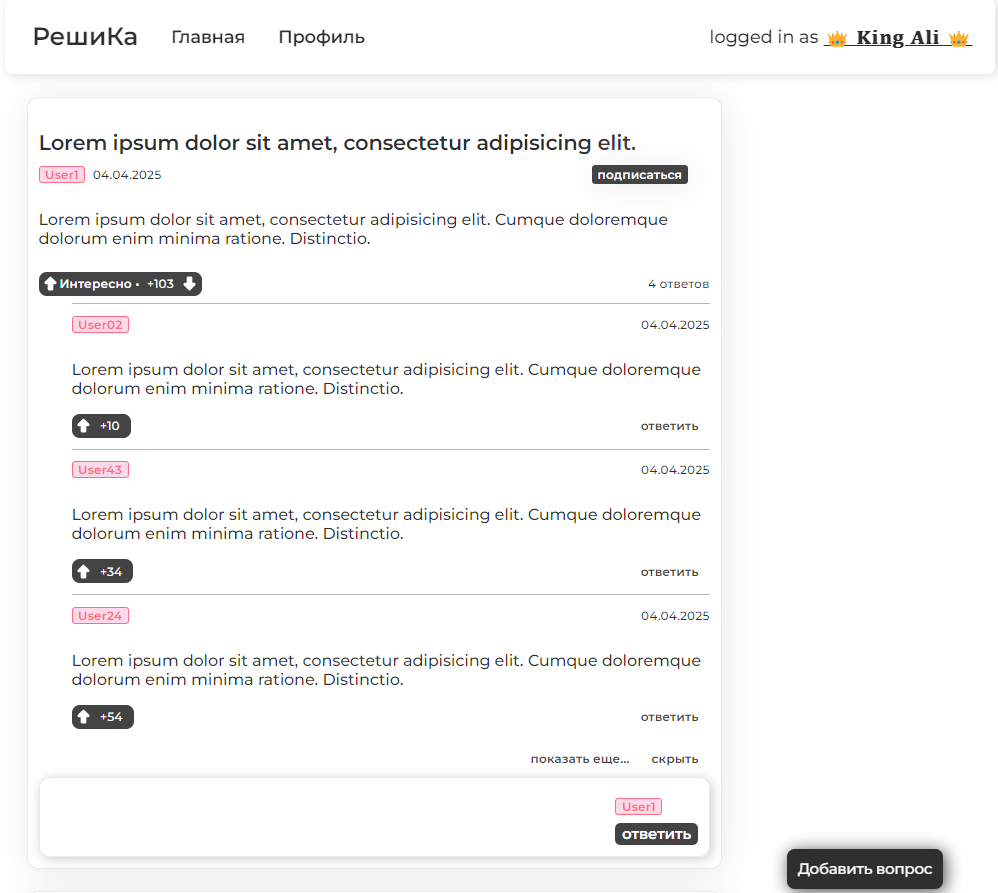 РешиКа Главная Профиль logged in as 👑 King Ali 👑
Lorem ipsum dolor sit amet, consectetur adipisicing elit.
User1 04.04.2025 подписаться
Lorem ipsum dolor sit amet, consectetur adipisicing elit. Cumque doloremque
dolorum enim minima ratione. Distinctio.
Интересно • +103 4 ответов
User02 04.04.2025
Lorem ipsum dolor sit amet, consectetur adipisicing elit. Cumque doloremque
dolorum enim minima ratione. Distinctio.
+10 ответить
User43 04.04.2025
Lorem ipsum dolor sit amet, consectetur adipisicing elit. Cumque doloremque
dolorum enim minima ratione. Distinctio.
+34 ответить
User24 04.04.2025
Lorem ipsum dolor sit amet, consectetur adipisicing elit. Cumque doloremque
dolorum enim minima ratione. Distinctio.
+54 ответить
показать еще... скрыть
User1
ответить
Добавить вопрос